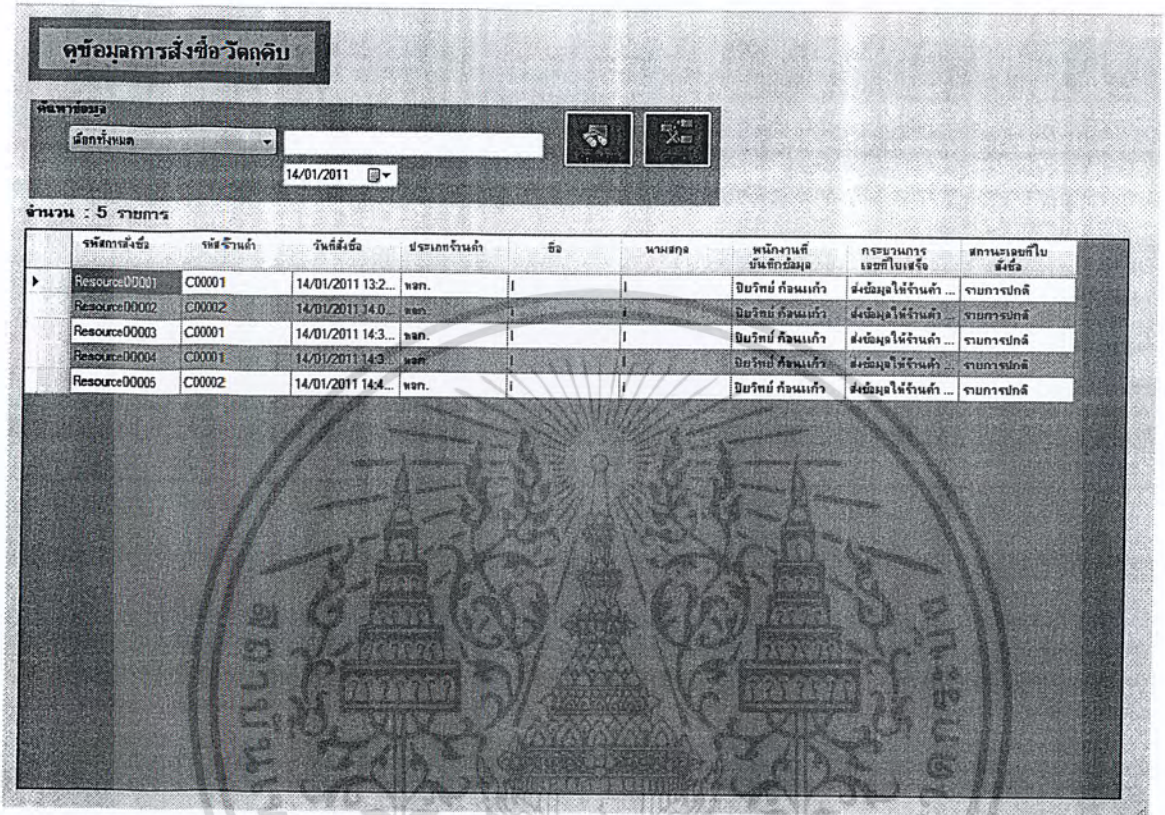 ดูข้อมูลการสั่งซื้อวัตถุดิบ
ค้นหาข้อมูล
เลือกทั้งหมด
14/01/2011
จำนวน : 5 รายการ
รหัสการสั่งซื้อ รหัสร้านค้า วันที่สั่งซื้อ ประเภทร้านค้า ชื่อ นามสกุล พนักงานที่บันทึกข้อมูล กระบวนการเลขที่ใบเสร็จ สถานะเลขที่ใบสั่งซื้อ
Resource00001 C00001 14/01/2011 13:2... หจก. ปิยวิทย์ ก้อนแก้ว ส่งข้อมูลให้ร้านค้า ... รายการปกติ
Resource00002 C00002 14/01/2011 14:0... หจก. ปิยวิทย์ ก้อนแก้ว ส่งข้อมูลให้ร้านค้า ... รายการปกติ
Resource00003 C00001 14/01/2011 14:3... หจก. ปิยวิทย์ ก้อนแก้ว ส่งข้อมูลให้ร้านค้า ... รายการปกติ
Resource00004 C00001 14/01/2011 14:3... หจก. ปิยวิทย์ ก้อนแก้ว ส่งข้อมูลให้ร้านค้า ... รายการปกติ
Resource00005 C00002 14/01/2011 14:4... หจก. ปิยวิทย์ ก้อนแก้ว ส่งข้อมูลให้ร้านค้า ... รายการปกติ